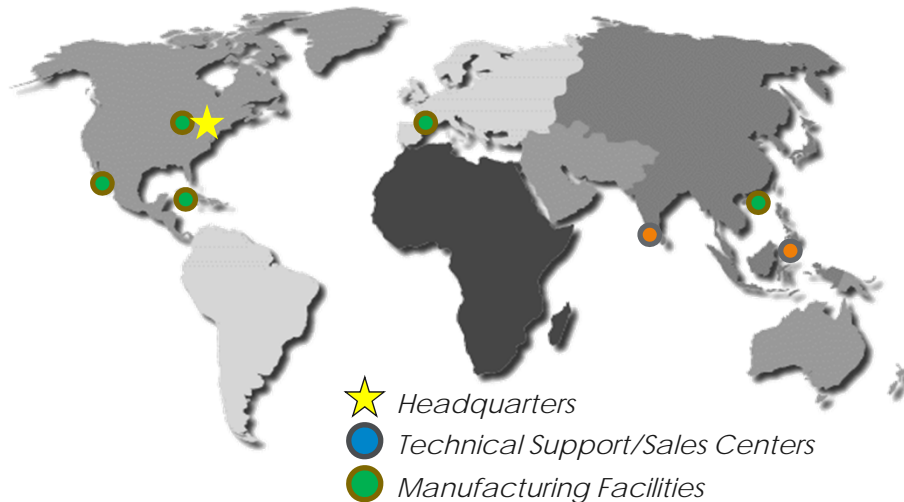 Headquarters
Technical Support/Sales Centers
Manufacturing Facilities